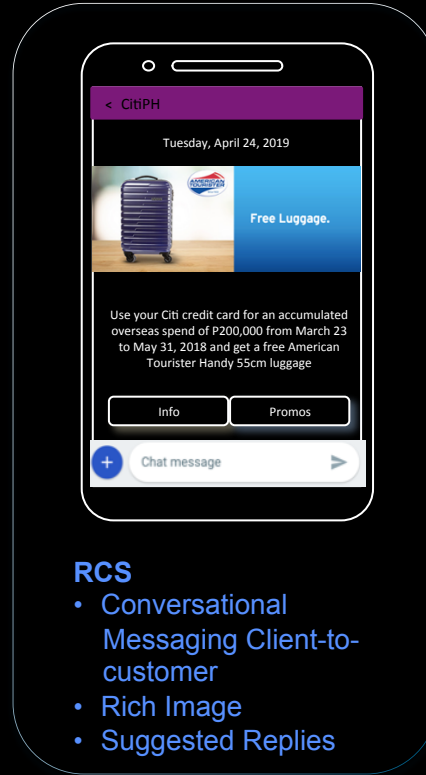 < CitiPH
Tuesday, April 24, 2019
AMERICAN
TOURISTER
Free Luggage.
Use your Citi credit card for an accumulated
overseas spend of P200,000 from March 23
to May 31, 2018 and get a free American
Tourister Handy 55cm luggage
Info
Promos
+
Chat message
RCS
• Conversational
Messaging Client-to-
customer
• Rich Image
• Suggested Replies